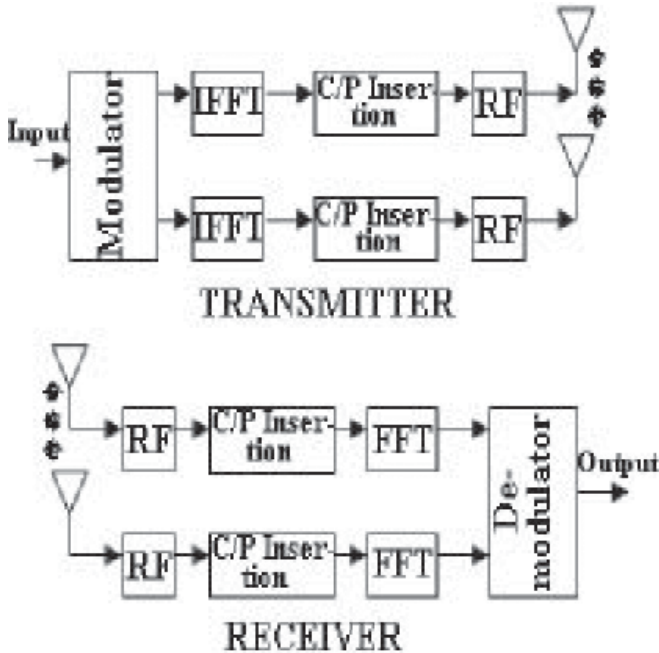 Input
Modulator
IFFT
C/P Inser-
tion
RF
IFFT
C/P Inser-
tion
RF
TRANSMITTER
RF
C/P Inser-
tion
FFT
RF
C/P Inser-
tion
FFT
De-
modulator
Output
RECEIVER